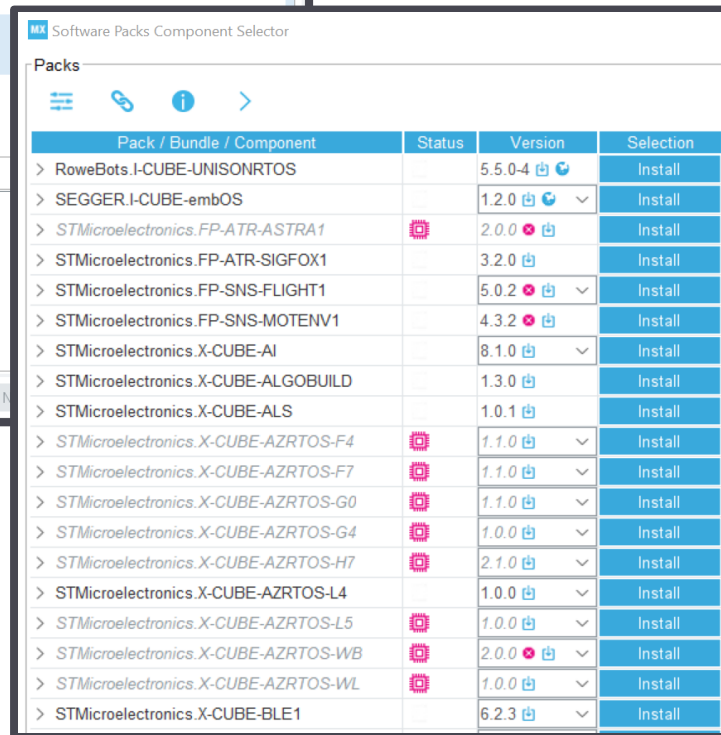 MX Software Packs Component Selector
Packs
Pack / Bundle / Component Status Version Selection
RoweBots.I-CUBE-UNISONRTOS 5.5.0-4 Install
SEGGER.I-CUBE-embOS 1.2.0 Install
STMicroelectronics.FP-ATR-ASTRA1 2.0.0 Install
STMicroelectronics.FP-ATR-SIGFOX1 3.2.0 Install
STMicroelectronics.FP-SNS-FLIGHT1 5.0.2 Install
STMicroelectronics.FP-SNS-MOTENV1 4.3.2 Install
STMicroelectronics.X-CUBE-AI 8.1.0 Install
STMicroelectronics.X-CUBE-ALGOBUILD 1.3.0 Install
STMicroelectronics.X-CUBE-ALS 1.0.1 Install
N
STMicroelectronics.X-CUBE-AZRTOS-F4 1.1.0 Install
STMicroelectronics.X-CUBE-AZRTOS-F7 1.1.0 Install
STMicroelectronics.X-CUBE-AZRTOS-G0 1.1.0 Install
STMicroelectronics.X-CUBE-AZRTOS-G4 1.0.0 Install
STMicroelectronics.X-CUBE-AZRTOS-H7 2.1.0 Install
STMicroelectronics.X-CUBE-AZRTOS-L4 1.0.0 Install
STMicroelectronics.X-CUBE-AZRTOS-L5 1.0.0 Install
STMicroelectronics.X-CUBE-AZRTOS-WB 2.0.0 Install
STMicroelectronics.X-CUBE-AZRTOS-WL 1.0.0 Install
STMicroelectronics.X-CUBE-BLE1 6.2.3 Install